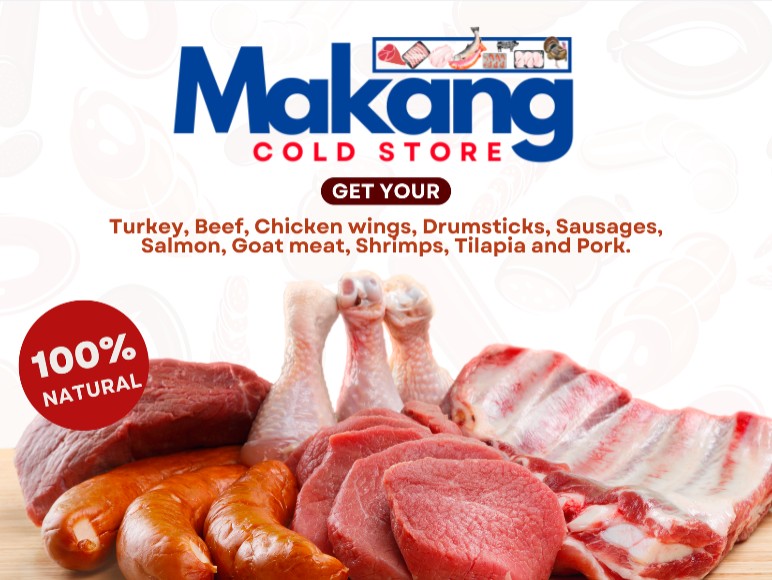 Makang
COLD STORE
GET YOUR
Turkey, Beef, Chicken wings, Drumsticks, Sausages,
Salmon, Goat meat, Shrimps, Tilapia and Pork.
100%
NATURAL